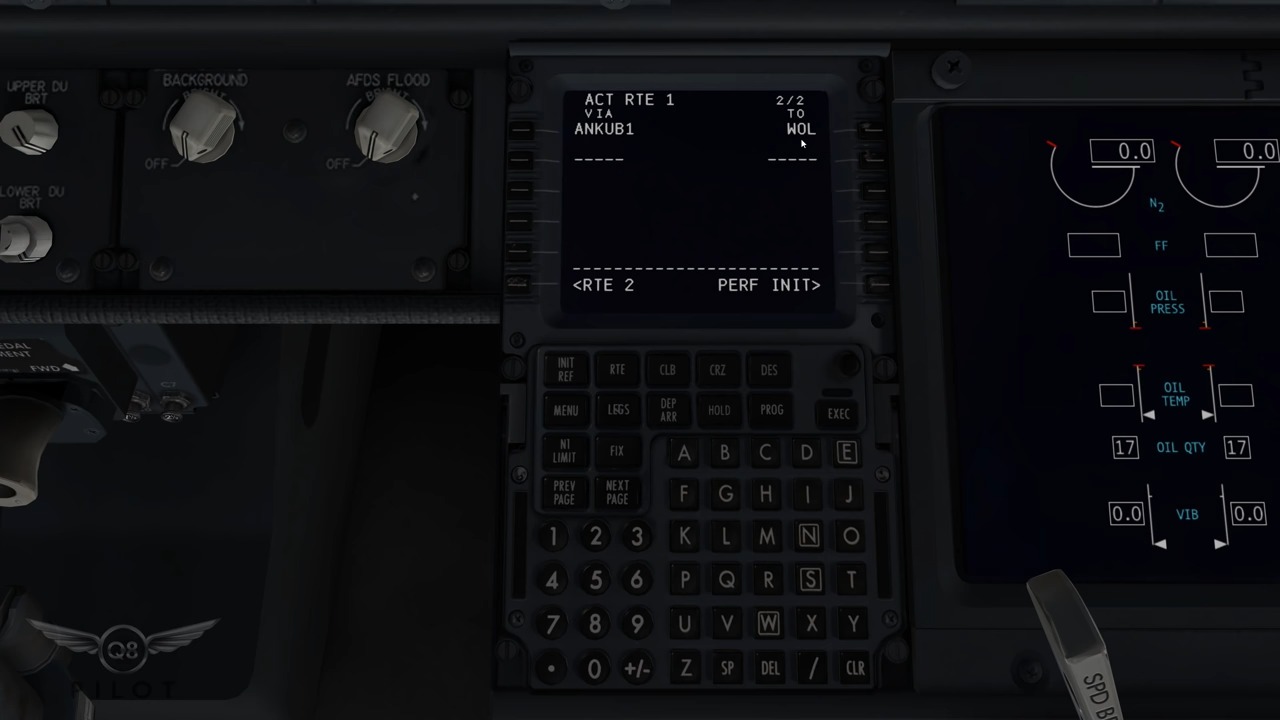 UPPER DU
BRT
BACKGROUND
BRIGHT
OFF
AFDS FLOOD
BRIGHT
OFF
LOWER DU
BRT
ACT RTE 1 2/2
VIA TO
ANKUB1 WOL
----- -----
--------------------------
<RTE 2 PERF INIT>
INIT REF RTE CLB CRZ DES
MENU LEGS DEP ARR HOLD PROG EXEC
N1 LIMIT FIX
PREV PAGE NEXT PAGE
A B C D E
F G H I J
1 2 3 K L M N O
4 5 6 P Q R S T
7 8 9 U V W X Y
. 0 +/- Z SP DEL / CLR
0.0 0.0
N2
FF
OIL
PRESS
OIL
TEMP
17 OIL QTY 17
0.0 VIB 0.0
FWD
Q8
PILOT
SPD